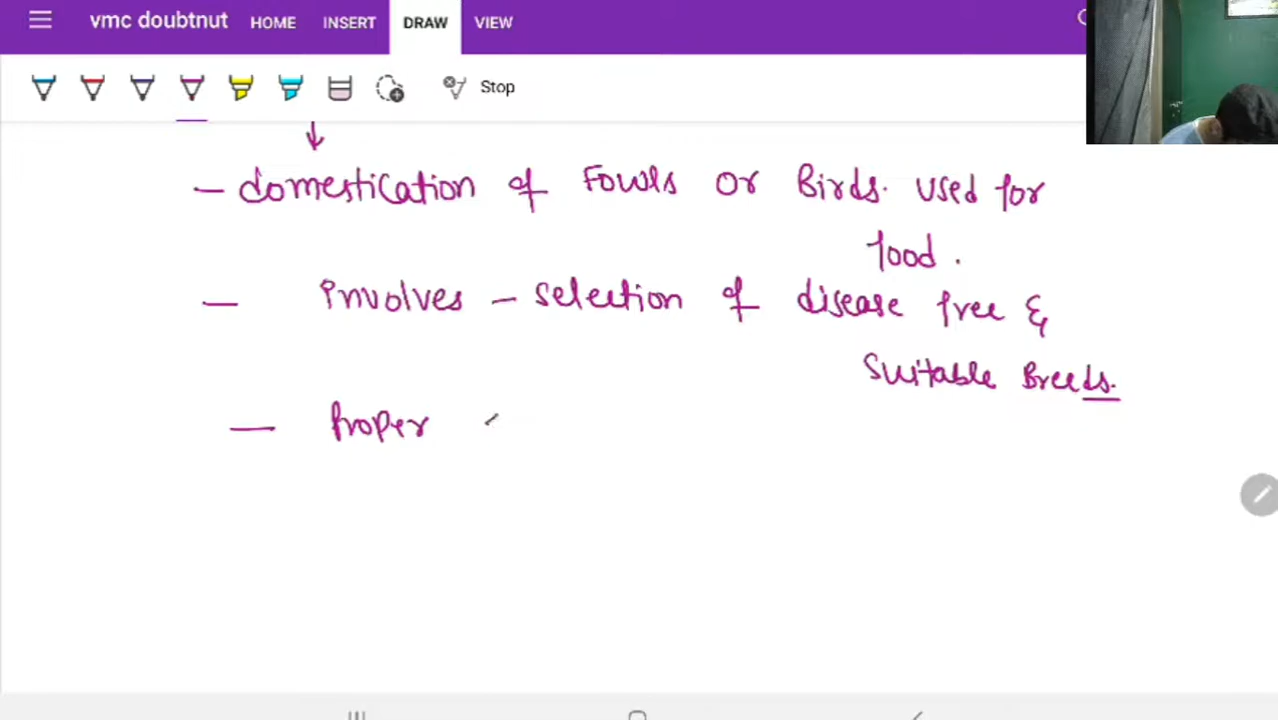 vmc doubtnut HOME INSERT DRAW VIEW
Stop
– domestication of Fowls or Birds. used for
food.
– involves – selection of disease free &
Suitable Breeds.
– Proper